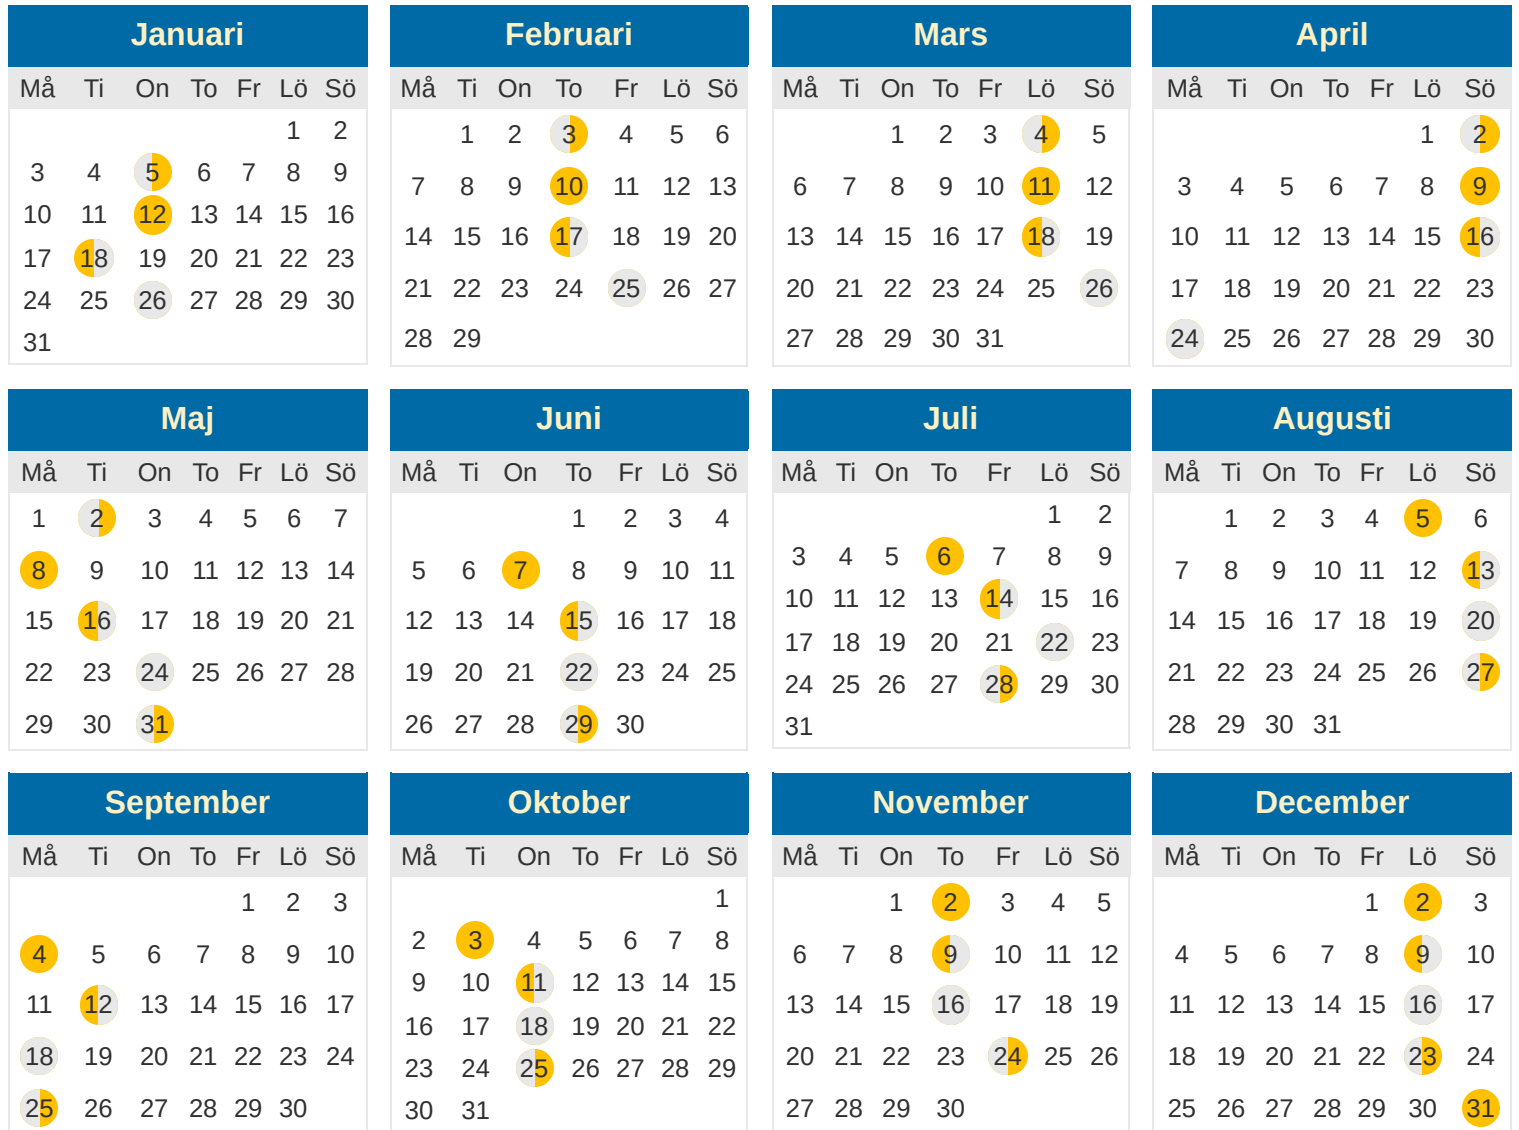 Januari Februari Mars April
Må Ti On To Fr Lö Sö Må Ti On To Fr Lö Sö Må Ti On To Fr Lö Sö Må Ti On To Fr Lö Sö
1 2 1 2 3 4 5 6 1 2 3 4 5 1 2
3 4 5 6 7 8 9 7 8 9 10 11 12 13 6 7 8 9 10 11 12 3 4 5 6 7 8 9
10 11 12 13 14 15 16 14 15 16 17 18 19 20 13 14 15 16 17 18 19 10 11 12 13 14 15 16
17 18 19 20 21 22 23 21 22 23 24 25 26 27 20 21 22 23 24 25 26 17 18 19 20 21 22 23
24 25 26 27 28 29 30 28 29 27 28 29 30 31 24 25 26 27 28 29 30
31
Maj Juni Juli Augusti
Må Ti On To Fr Lö Sö Må Ti On To Fr Lö Sö Må Ti On To Fr Lö Sö Må Ti On To Fr Lö Sö
1 2 3 4 5 6 7 1 2 3 4 1 2 1 2 3 4 5 6
8 9 10 11 12 13 14 5 6 7 8 9 10 11 3 4 5 6 7 8 9 7 8 9 10 11 12 13
15 16 17 18 19 20 21 12 13 14 15 16 17 18 10 11 12 13 14 15 16 14 15 16 17 18 19 20
22 23 24 25 26 27 28 19 20 21 22 23 24 25 17 18 19 20 21 22 23 21 22 23 24 25 26 27
29 30 31 26 27 28 29 30 24 25 26 27 28 29 30 28 29 30 31
31
September Oktober November December
Må Ti On To Fr Lö Sö Må Ti On To Fr Lö Sö Må Ti On To Fr Lö Sö Må Ti On To Fr Lö Sö
1 2 3 1 1 2 3 4 5 1 2 3
4 5 6 7 8 9 10 2 3 4 5 6 7 8 6 7 8 9 10 11 12 4 5 6 7 8 9 10
11 12 13 14 15 16 17 9 10 11 12 13 14 15 13 14 15 16 17 18 19 11 12 13 14 15 16 17
18 19 20 21 22 23 24 16 17 18 19 20 21 22 20 21 22 23 24 25 26 18 19 20 21 22 23 24
25 26 27 28 29 30 23 24 25 26 27 28 29 27 28 29 30 25 26 27 28 29 30 31
30 31